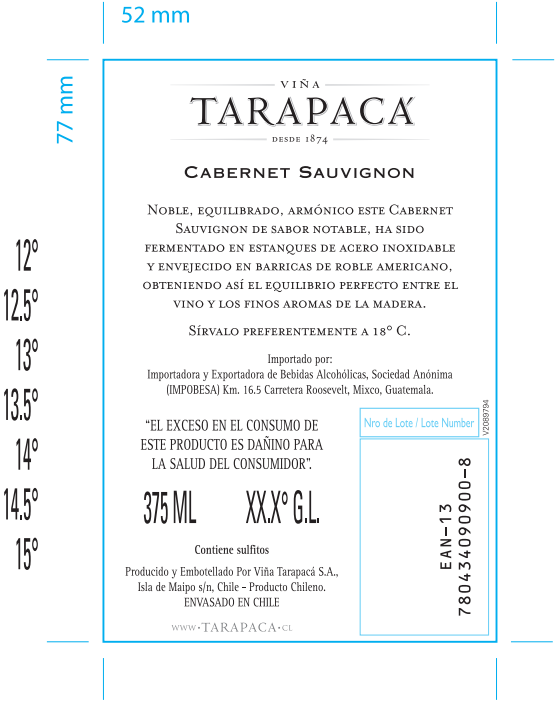 52 mm
77 mm
VIÑA
TARAPACÁ
DESDE 1874
CABERNET SAUVIGNON
NOBLE, EQUILIBRADO, ARMÓNICO ESTE CABERNET
SAUVIGNON DE SABOR NOTABLE, HA SIDO
FERMENTADO EN ESTANQUES DE ACERO INOXIDABLE
Y ENVEJECIDO EN BARRICAS DE ROBLE AMERICANO,
OBTENIENDO ASÍ EL EQUILIBRIO PERFECTO ENTRE EL
VINO Y LOS FINOS AROMAS DE LA MADERA.
SÍRVALO PREFERENTEMENTE A 18° C.
Importado por:
Importadora y Exportadora de Bebidas Alcohólicas, Sociedad Anónima
(IMPOBESA) Km. 16.5 Carretera Roosevelt, Mixco, Guatemala.
"EL EXCESO EN EL CONSUMO DE
ESTE PRODUCTO ES DAÑINO PARA
LA SALUD DEL CONSUMIDOR".
375 ML XX.X° G.L.
Contiene sulfitos
Producido y Embotellado Por Viña Tarapacá S.A.,
Isla de Maipo s/n, Chile - Producto Chileno.
ENVASADO EN CHILE
WWW·TARAPACA·CL
Nro de Lote / Lote Number
V2089794
EAN-13
780434090900-8
12°
12.5°
13°
13.5°
14°
14.5°
15°